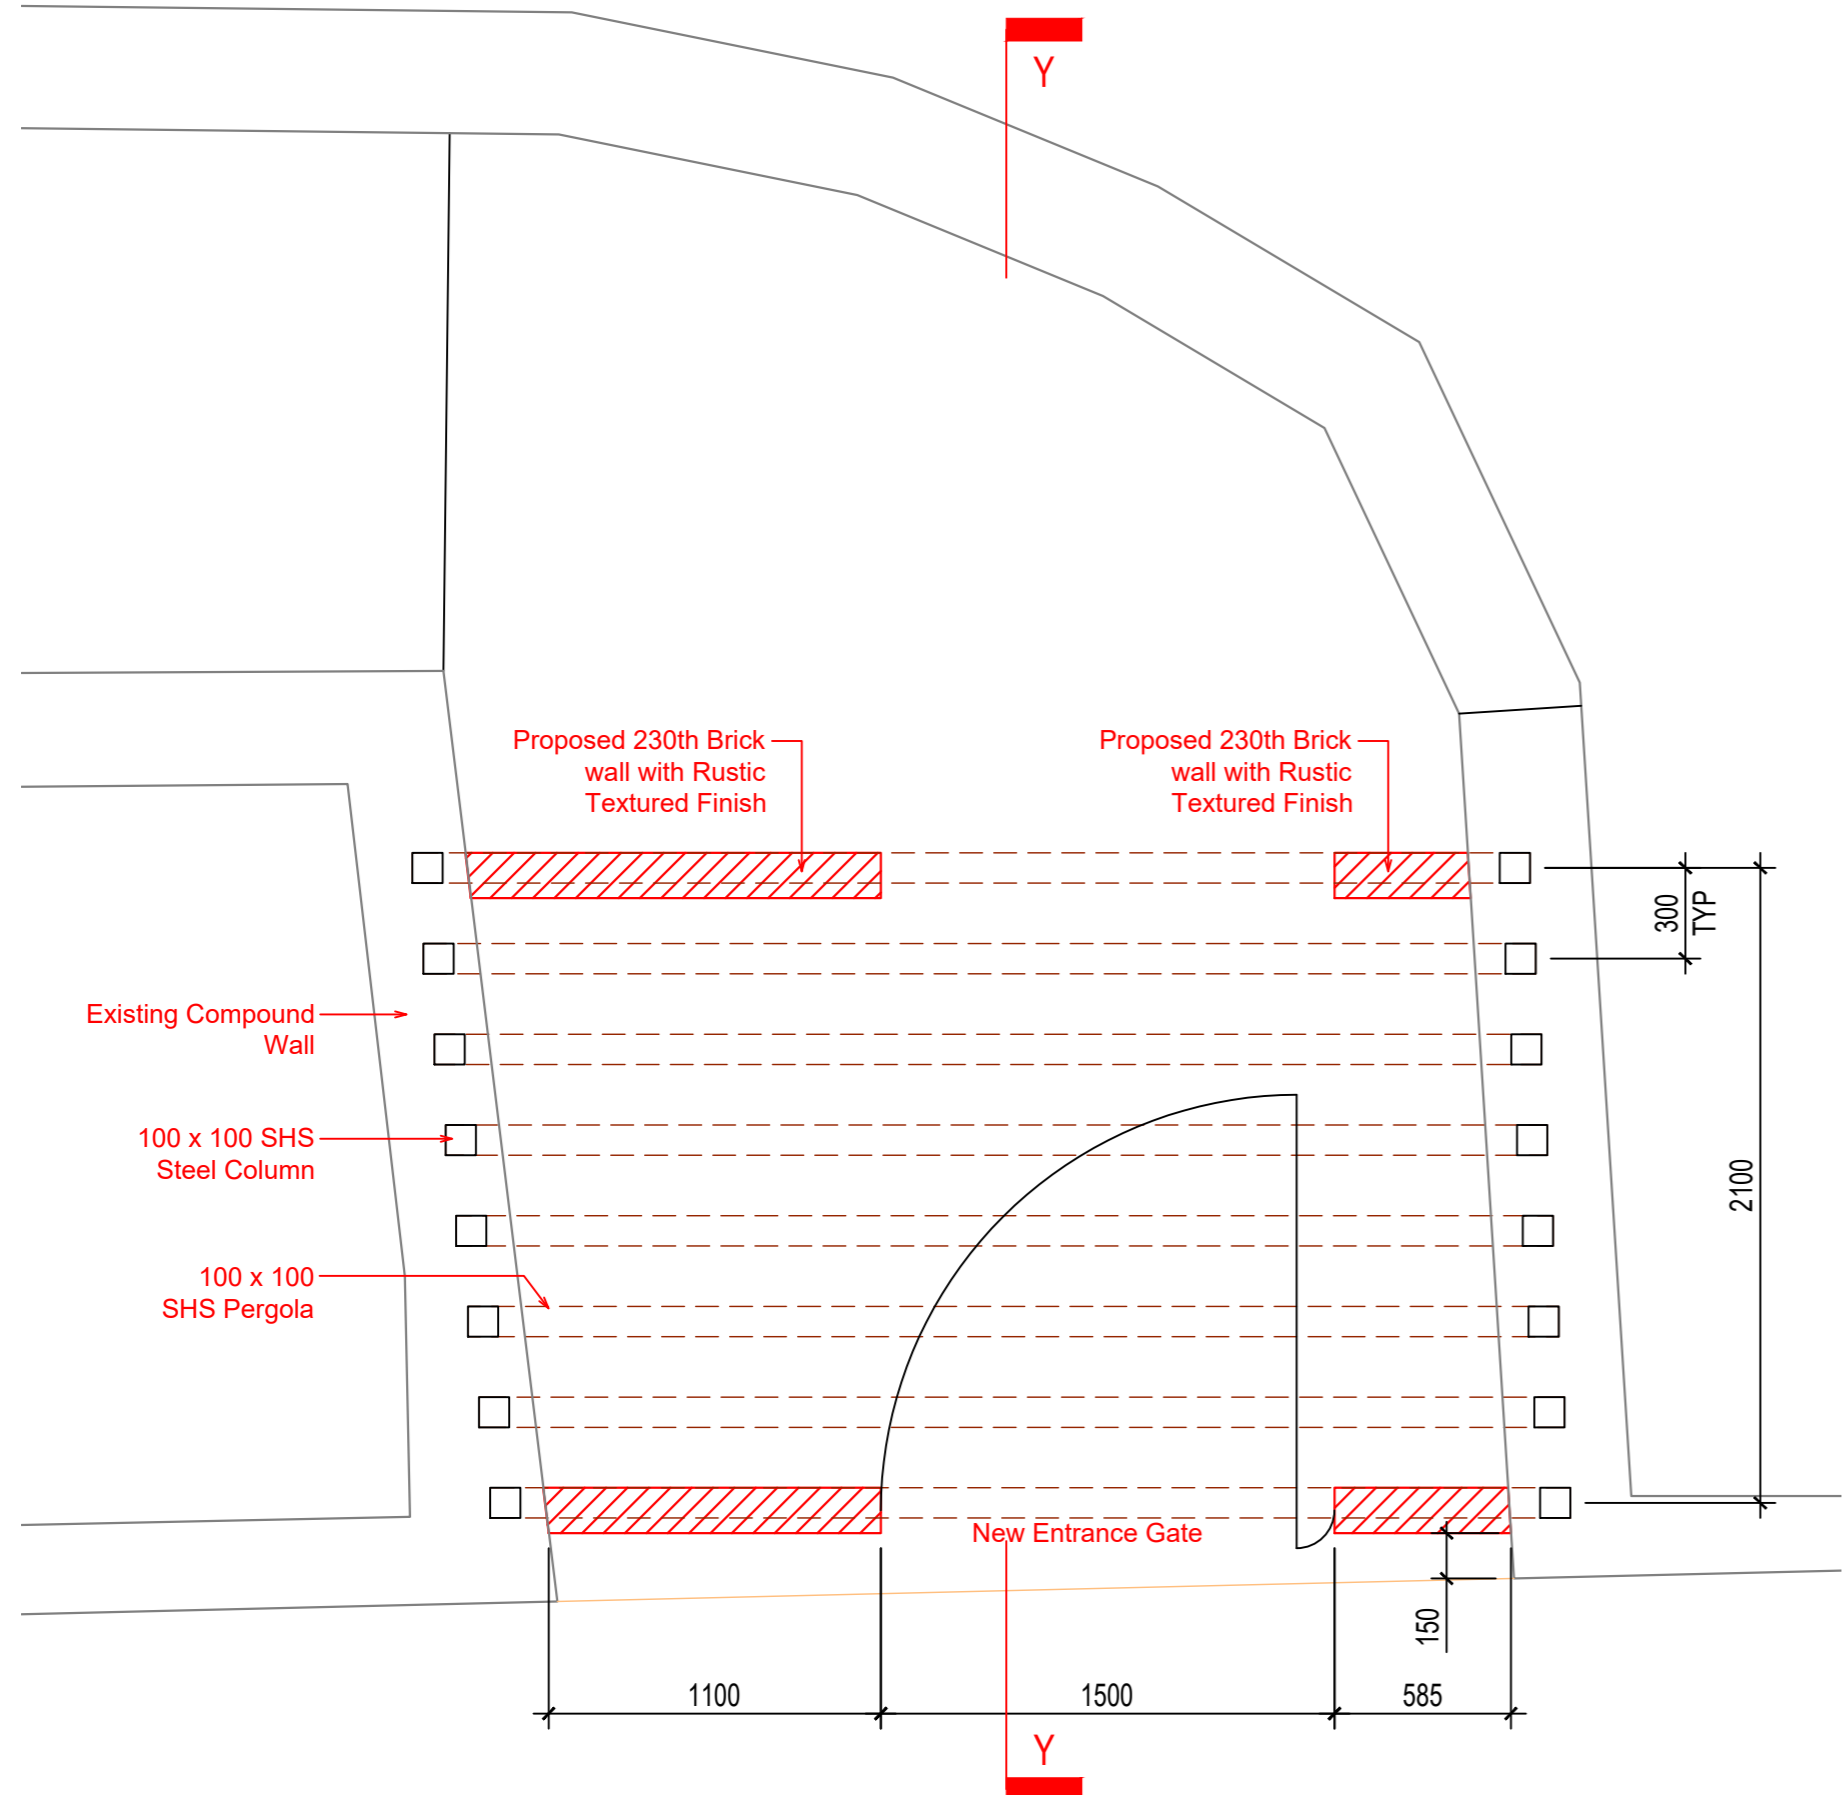 Y
Proposed 230th Brick
wall with Rustic
Textured Finish
Proposed 230th Brick
wall with Rustic
Textured Finish
300
TYP
Existing Compound
Wall
100 x 100 SHS
Steel Column
2100
100 x 100
SHS Pergola
New Entrance Gate
150
1100
1500
585
Y